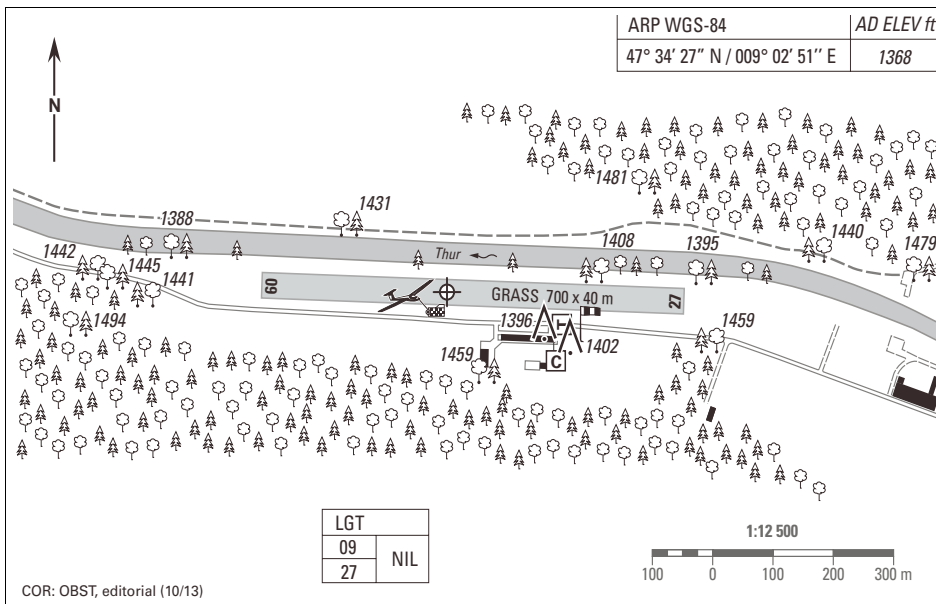 ARP WGS-84 AD ELEV ft
47° 34′ 27″ N / 009° 02′ 51′′ E 1368
N
1481
1431
1388
1440
1479
1408 1395
Thur
1442
1445
1441
09
GRASS 700 x 40 m
27
1494
1396
1402
1459
1459
C
LGT
09
NIL
27
1:12 500
100 0 100 200 300 m
COR: OBST, editorial (10/13)